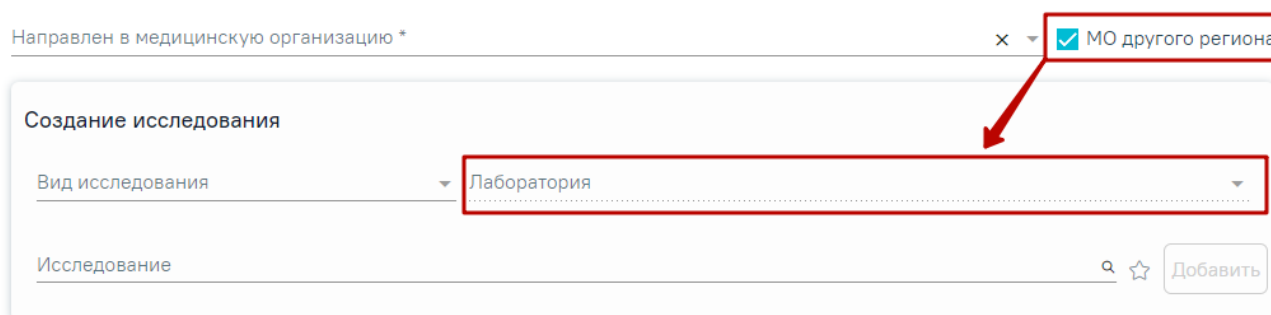 Направлен в медицинскую организацию *
МО другого региона
Создание исследования
Вид исследования
Лаборатория
Исследование
Добавить